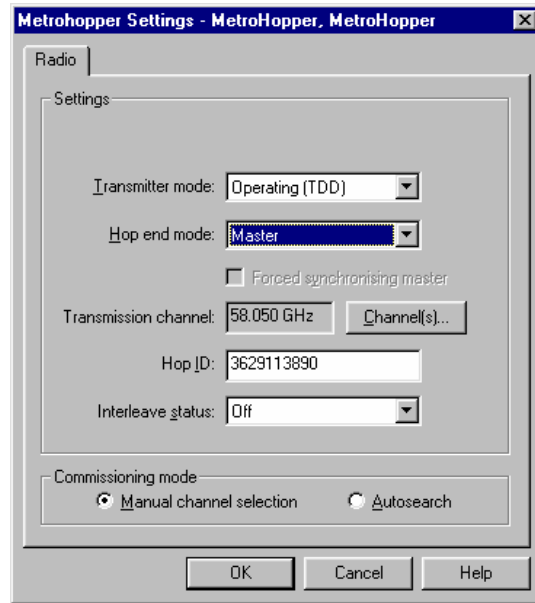 Metrohopper Settings - MetroHopper, MetroHopper
Radio
Settings
Transmitter mode: Operating (TDD)
Hop end mode: Master
Forced synchronising master
Transmission channel: 58.050 GHz Channel(s)...
Hop ID: 3629113890
Interleave status: Off
Commissioning mode
Manual channel selection Autosearch
OK Cancel Help